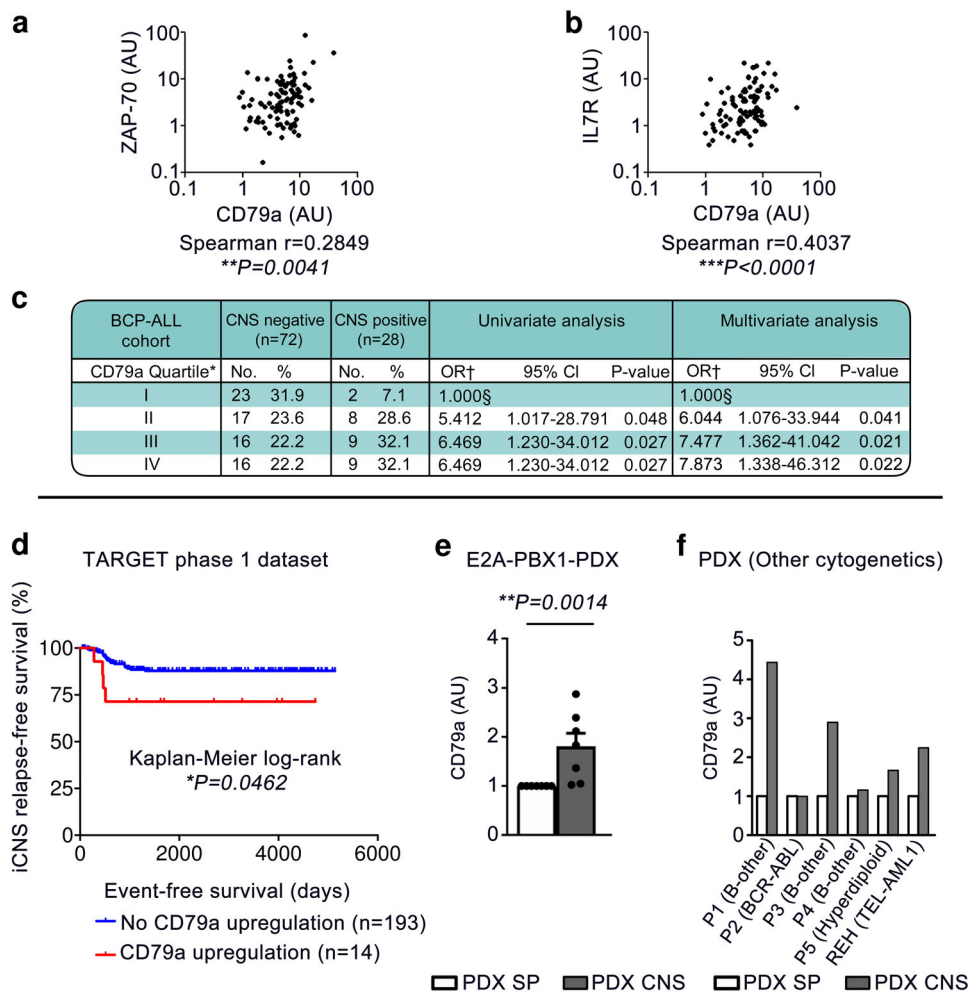 a
ZAP-70 (AU)
100
10
1
0.1
0.1 1 10 100
CD79a (AU)
Spearman r=0.2849
**P=0.0041
b
IL7R (AU)
100
10
1
0.1
0.1 1 10 100
CD79a (AU)
Spearman r=0.4037
***P<0.0001
c
BCP-ALL cohort CNS negative (n=72) CNS positive (n=28) Univariate analysis Multivariate analysis
CD79a Quartile* No. % No. % OR† 95% CI P-value OR† 95% CI P-value
I 23 31.9 2 7.1 1.000§ 1.000§
II 17 23.6 8 28.6 5.412 1.017-28.791 0.048 6.044 1.076-33.944 0.041
III 16 22.2 9 32.1 6.469 1.230-34.012 0.027 7.477 1.362-41.042 0.021
IV 16 22.2 9 32.1 6.469 1.230-34.012 0.027 7.873 1.338-46.312 0.022
d
TARGET phase 1 dataset
iCNS relapse-free survival (%)
100
75
50
25
0
Kaplan-Meier log-rank
*P=0.0462
0 2000 4000 6000
Event-free survival (days)
No CD79a upregulation (n=193)
CD79a upregulation (n=14)
e
E2A-PBX1-PDX
**P=0.0014
CD79a (AU)
4
3
2
1
0
PDX SP PDX CNS
f
PDX (Other cytogenetics)
CD79a (AU)
5
4
3
2
1
0
P1 (B-other)
P2 (BCR-ABL)
P3 (B-other)
P4 (B-other)
P5 (Hyperdiploid)
REH (TEL-AML1)
PDX SP PDX CNS